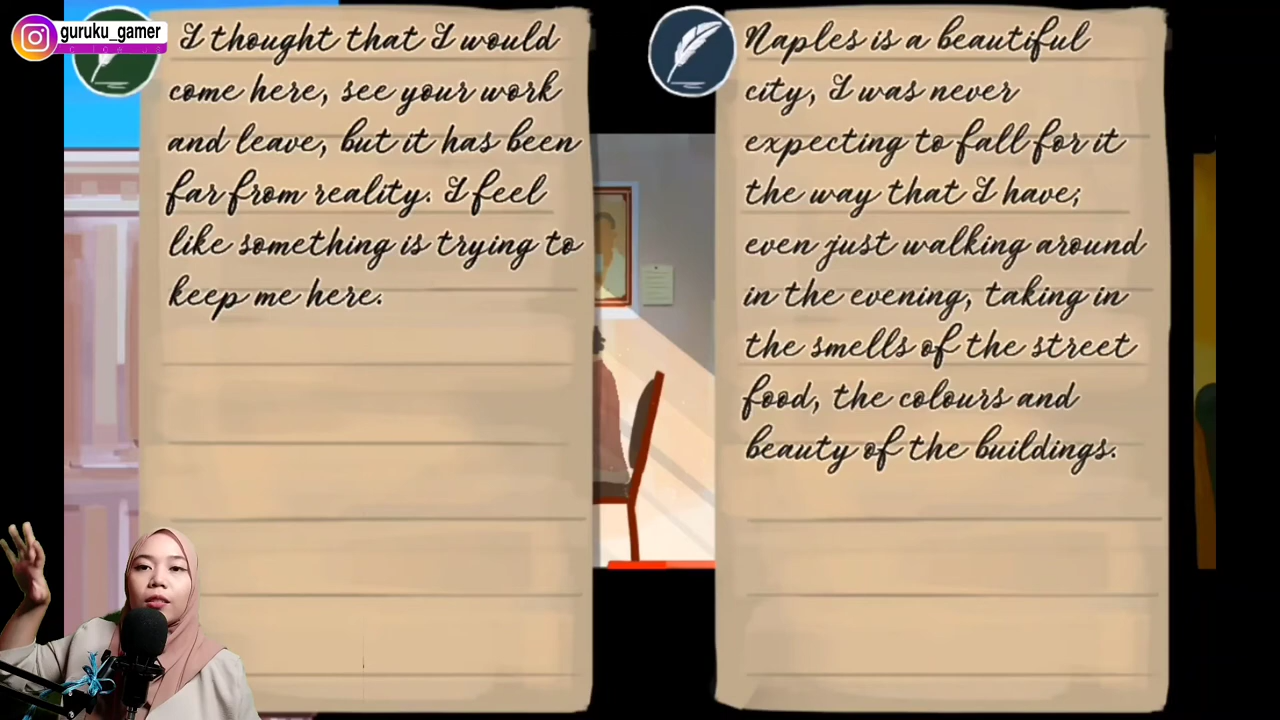 guruku_gamer
I thought that I would
come here, see your work
and leave, but it has been
far from reality. I feel
like something is trying to
keep me here.
Naples is a beautiful
city, I was never
expecting to fall for it
the way that I have;
even just walking around
in the evening, taking in
the smells of the street
food, the colours and
beauty of the buildings.